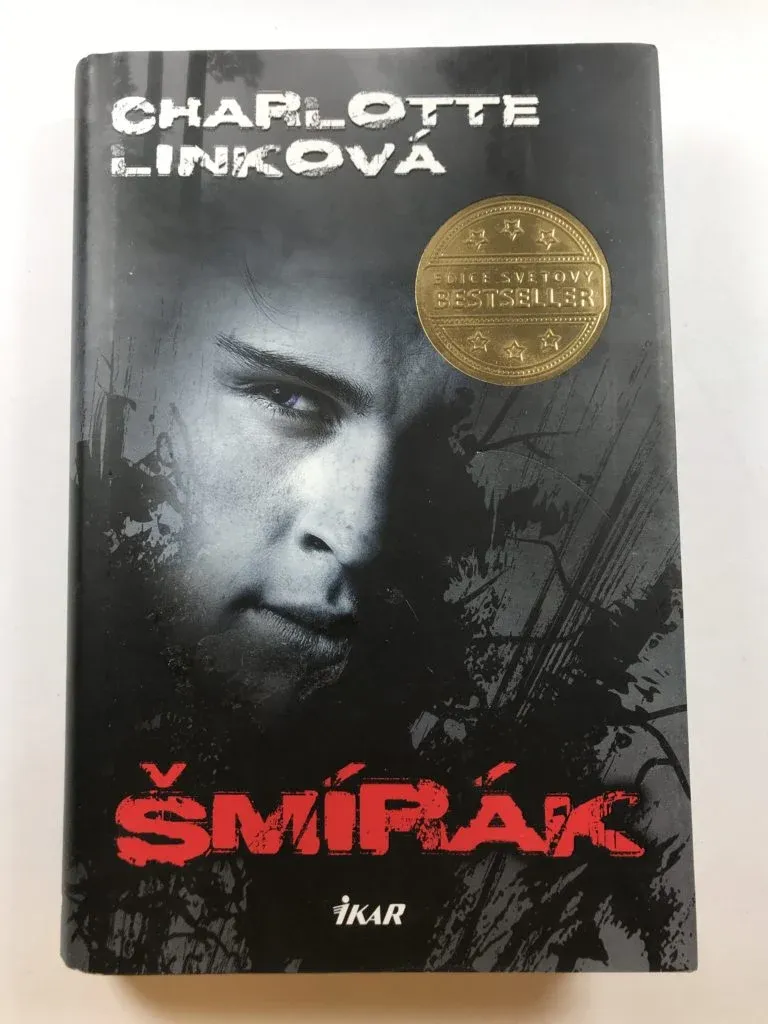 CHARLOTTE
LINKOVÁ
EDICE SVĚTOVÝ
BESTSELLER
ŠMÍRÁK
IKAR